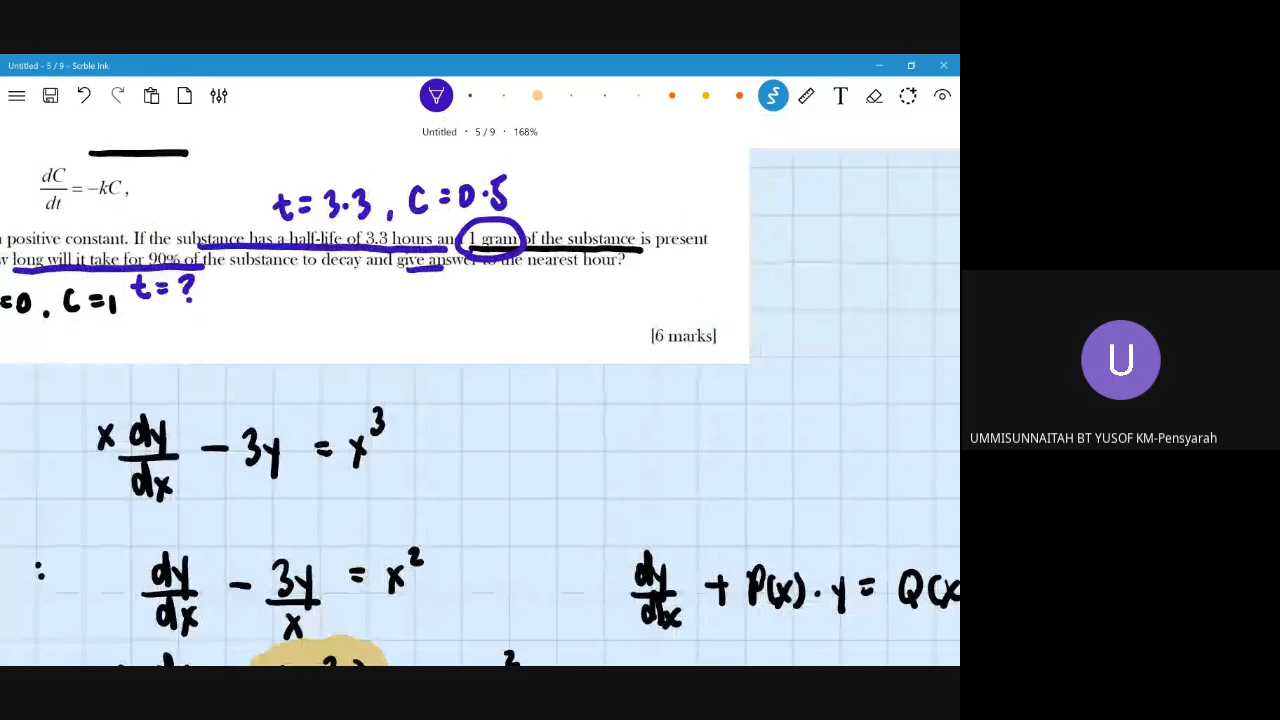 Untitled - 5 / 9 - Scrble Ink
Untitled • 5 / 9 • 168%
dC/dt = -kC ,
t = 3.3 , C = 0.5
positive constant. If the substance has a half-life of 3.3 hours and 1 gram of the substance is present
long will it take for 90% of the substance to decay and give answer to the nearest hour?
=0 , C = 1 t = ?
[6 marks]
x dy/dx - 3y = x^3
: dy/dx - 3y/x = x^2
dy/dx + P(x) . y = Q(x
U
UMMISUNNAITAH BT YUSOF KM-Pensyarah